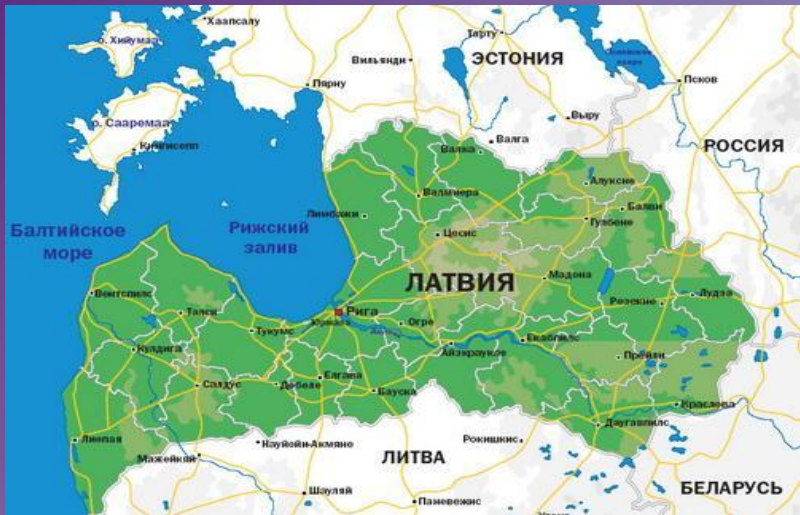 Хаапсалу
о. Хийумаа
Тарту
ЭСТОНИЯ
Вильянди
Пярну
Псков
о. Сааремаа
Выру
Кингисепп
Валга
РОССИЯ
Валка
Алуксне
Валмиера
Лимбажи
Балви
Гулбене
Балтийское
море
Рижский
залив
Цесис
ЛАТВИЯ
Мадона
Вентспилс
Талси
Рига
Резекне
Лудза
Тукумс
Юрмала
Огре
Екабпилс
Кулдига
Айзкраукле
Прейли
Салдус
Добеле
Елгава
Бауска
Краслова
Даугавпилс
Лиепая
Мажейкяй
Науйойи-Акмяне
ЛИТВА
Рокишкис
Шауляй
Паневежис
БЕЛАРУСЬ